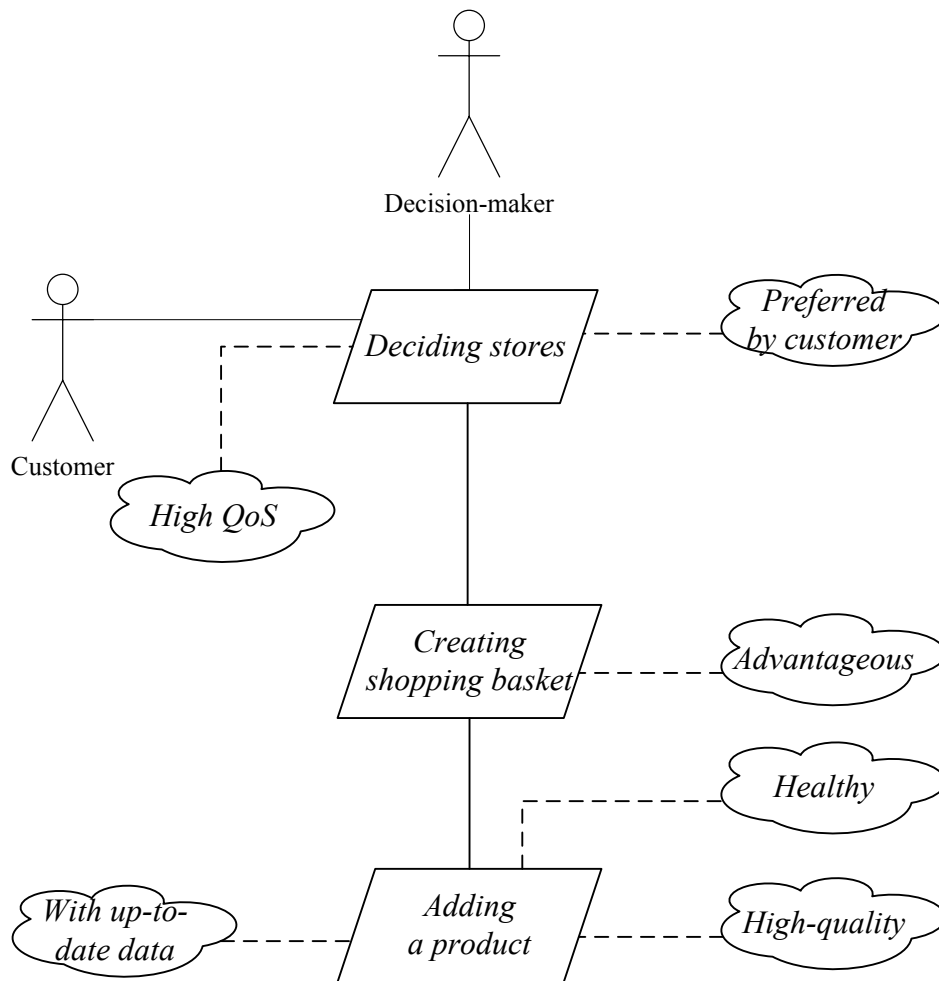 Decision-maker
Preferred
by customer
Deciding stores
Customer
High QoS
Creating
shopping basket
Advantageous
Healthy
With up-to-
date data
Adding
a product
High-quality